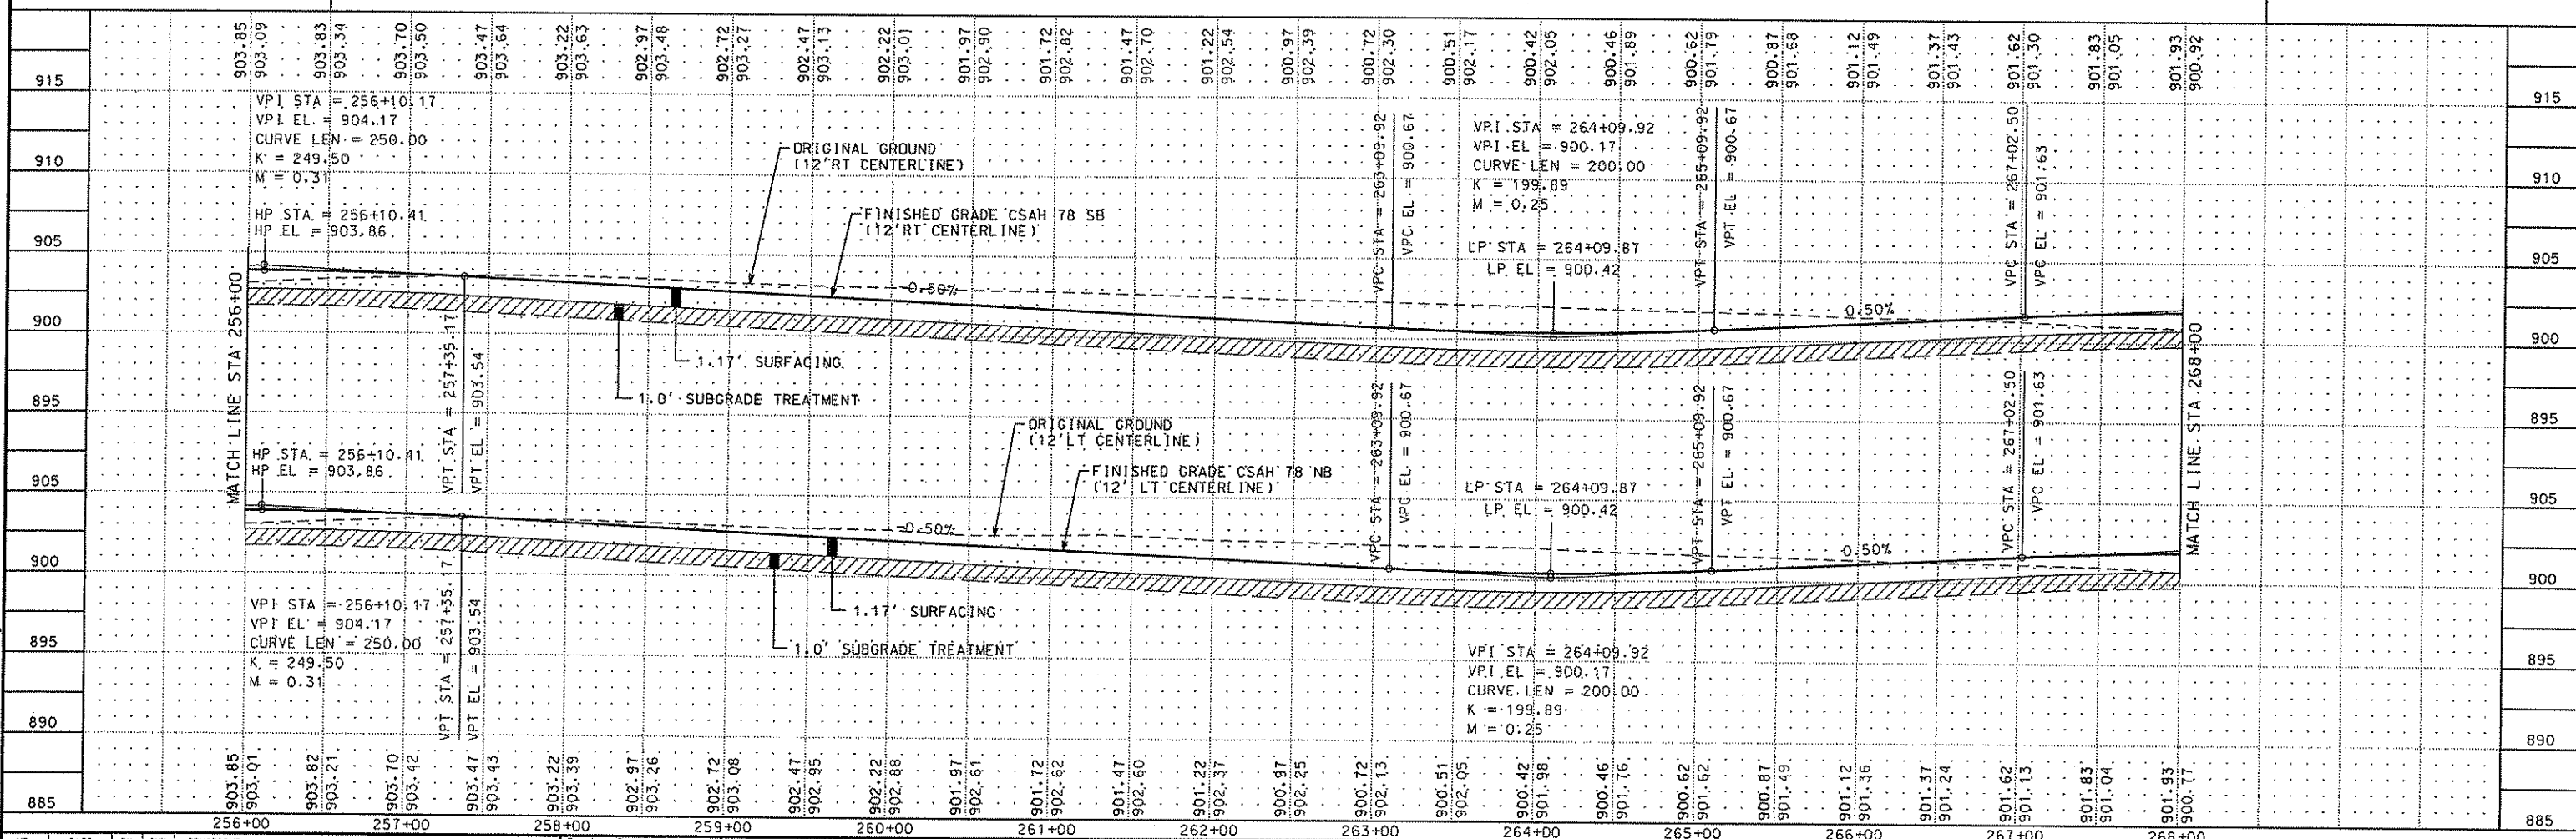 903.85 903.83 903.70 903.47 903.22 902.97 902.72 902.47 902.22 901.97 901.72 901.47 901.22 900.97 900.72 900.51 900.42 900.46 900.62 900.87 901.12 901.37 901.62 901.83 901.93
903.09 903.34 903.50 903.64 903.63 903.48 903.27 903.13 903.01 902.90 902.82 902.70 902.54 902.39 902.30 902.17 902.05 901.89 901.79 901.68 901.49 901.43 901.30 901.05 900.92
915
910
905
900
895
905
900
895
890
885
MATCH LINE STA 256+00
VPI STA = 256+10.17
VPI EL = 904.17
CURVE LEN = 250.00
K = 249.50
M = 0.31
HP STA = 256+10.41
HP EL = 903.86
VPT STA = 257+35.17
VPT EL = 903.54
ORIGINAL GROUND
(12'RT CENTERLINE)
FINISHED GRADE CSAH 78 SB
(12'RT CENTERLINE)
-0.50%
1.17' SURFACING
1.0' SUBGRADE TREATMENT
VPC STA = 263+09.92
VPC EL = 900.67
VPI STA = 264+09.92
VPI EL = 900.17
CURVE LEN = 200.00
K = 199.89
M = 0.25
LP STA = 264+09.87
LP EL = 900.42
VPT STA = 265+09.92
VPT EL = 900.67
0.50%
VPC STA = 267+02.50
VPC EL = 901.63
MATCH LINE STA 268+00
HP STA = 256+10.41
HP EL = 903.86
ORIGINAL GROUND
(12'LT CENTERLINE)
FINISHED GRADE CSAH 78 NB
(12' LT CENTERLINE)
-0.50%
1.17' SURFACING
1.0' SUBGRADE TREATMENT
VPI STA = 256+10.17
VPI EL = 904.17
CURVE LEN = 250.00
K = 249.50
M = 0.31
VPT STA = 257+35.17
VPT EL = 903.54
VPC STA = 263+09.92
VPC EL = 900.67
LP STA = 264+09.87
LP EL = 900.42
VPT STA = 265+09.92
VPT EL = 900.67
0.50%
VPC STA = 267+02.50
VPC EL = 901.63
VPI STA = 264+09.92
VPI EL = 900.17
CURVE LEN = 200.00
K = 199.89
M = 0.25
915
910
905
900
895
905
900
895
890
885
903.85 903.82 903.70 903.47 903.22 902.97 902.72 902.47 902.22 901.97 901.72 901.47 901.22 900.97 900.72 900.51 900.42 900.46 900.62 900.87 901.12 901.37 901.62 901.83 901.93
903.01 903.21 903.42 903.43 903.39 903.26 903.08 902.95 902.88 902.61 902.62 902.60 902.37 902.25 902.13 902.05 901.98 901.76 901.62 901.49 901.36 901.24 901.13 901.04 900.77
256+00 257+00 258+00 259+00 260+00 261+00 262+00 263+00 264+00 265+00 266+00 267+00 268+00